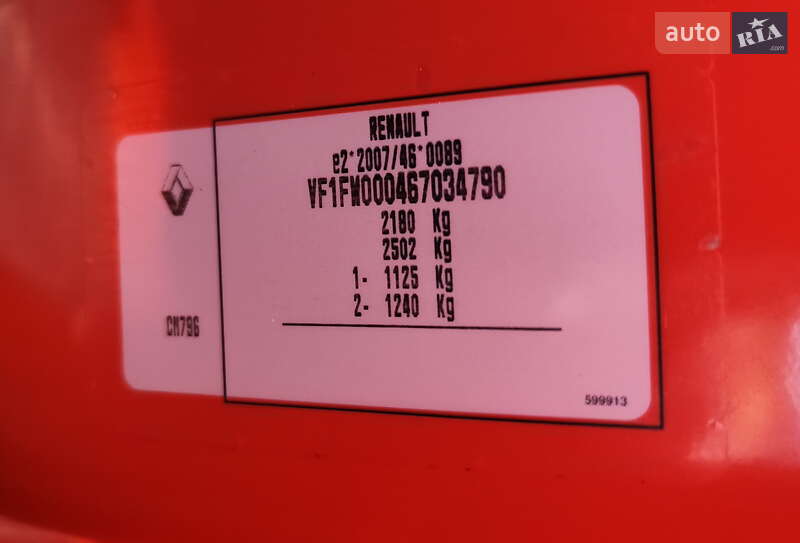 auto RIA .com
RENAULT
e2*2007/46*0089
VF1FW000467034790
2180 Kg
2502 Kg
1- 1125 Kg
2- 1240 Kg
CM796
599913